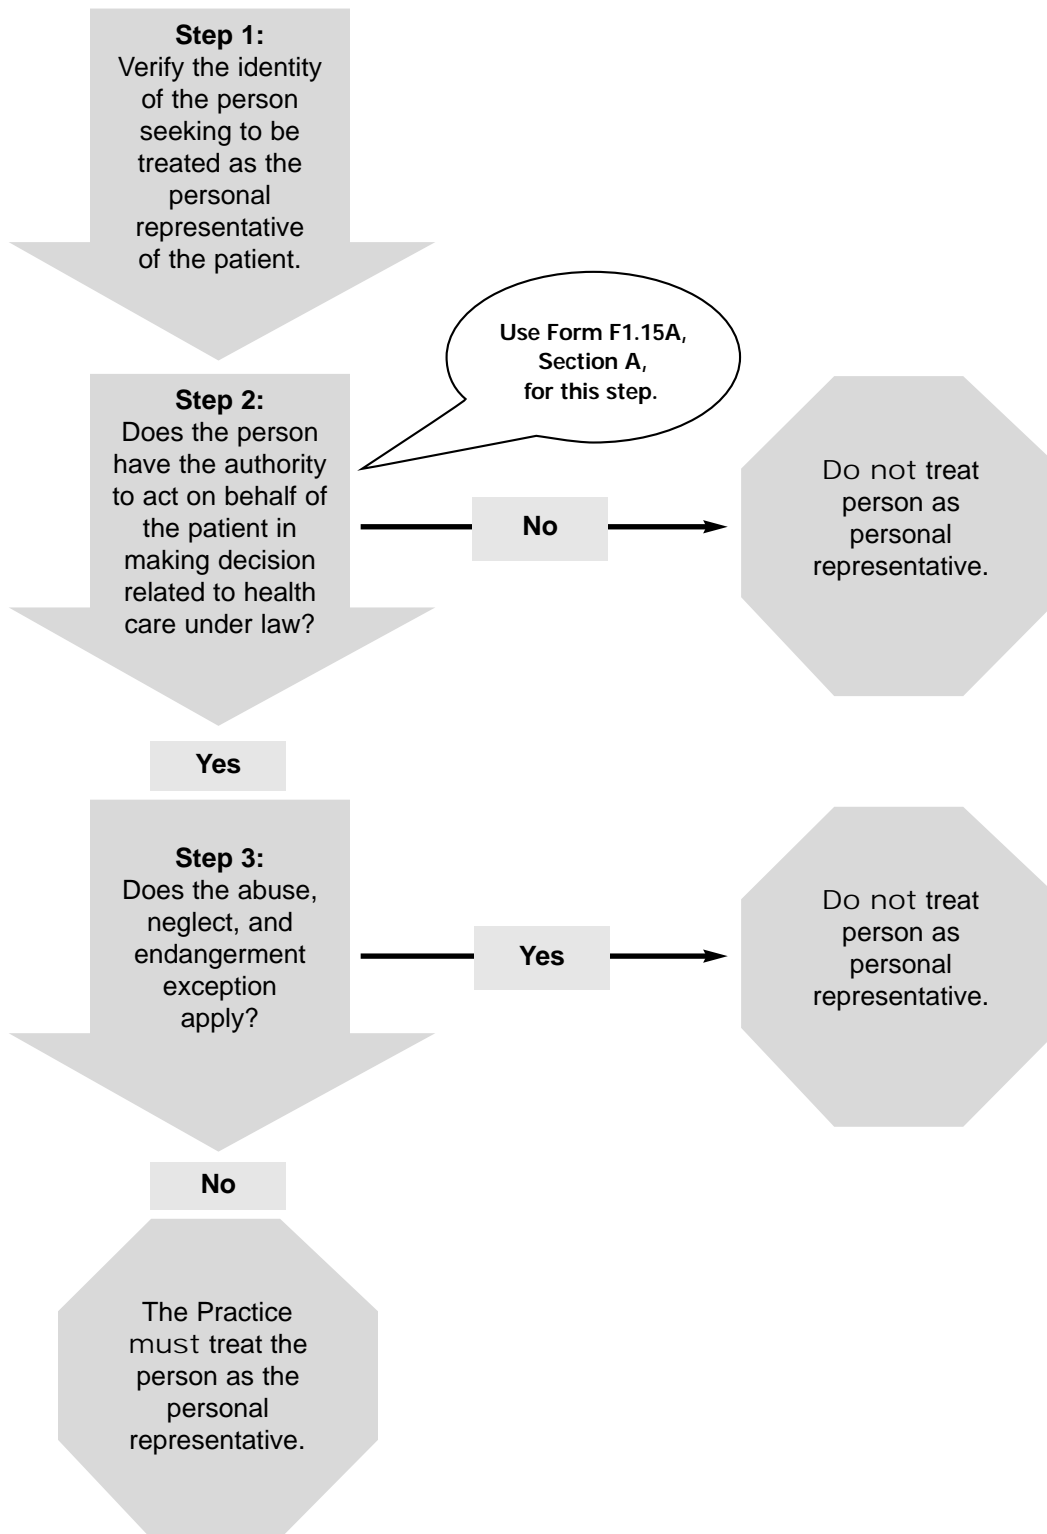 Step 1:
Verify the identity
of the person
seeking to be
treated as the
personal
representative
of the patient.
Use Form F1.15A,
Section A,
for this step.
Step 2:
Does the person
have the authority
to act on behalf of
the patient in
making decision
related to health
care under law?
No
Do not treat
person as
personal
representative.
Yes
Step 3:
Does the abuse,
neglect, and
endangerment
exception
apply?
Yes
Do not treat
person as
personal
representative.
No
The Practice
must treat the
person as the
personal
representative.